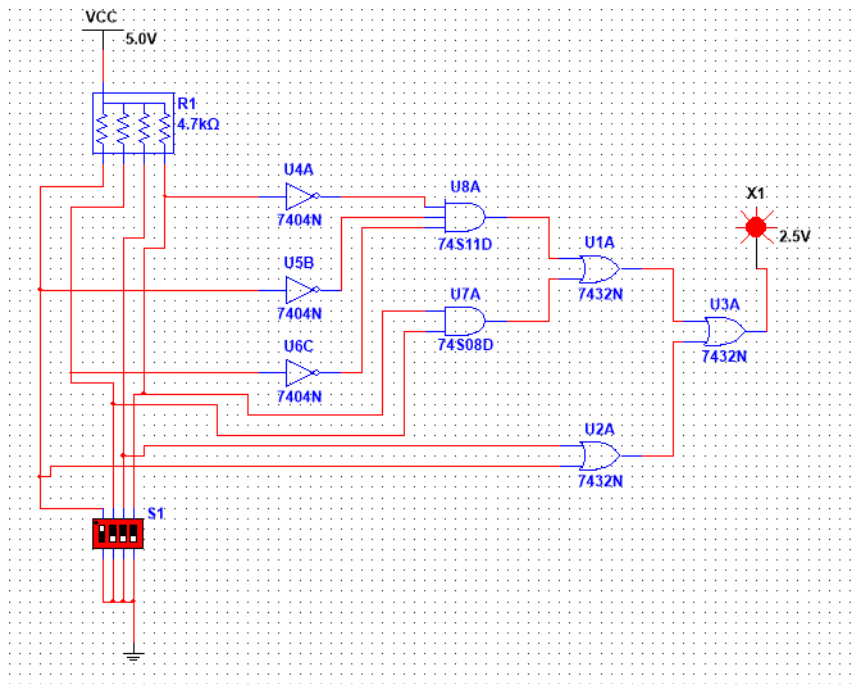 VCC
5.0V
R1
4.7kΩ
U4A
7404N
U8A
74S11D
X1
2.5V
U5B
7404N
U1A
7432N
U7A
74S08D
U3A
7432N
U6C
7404N
U2A
7432N
S1